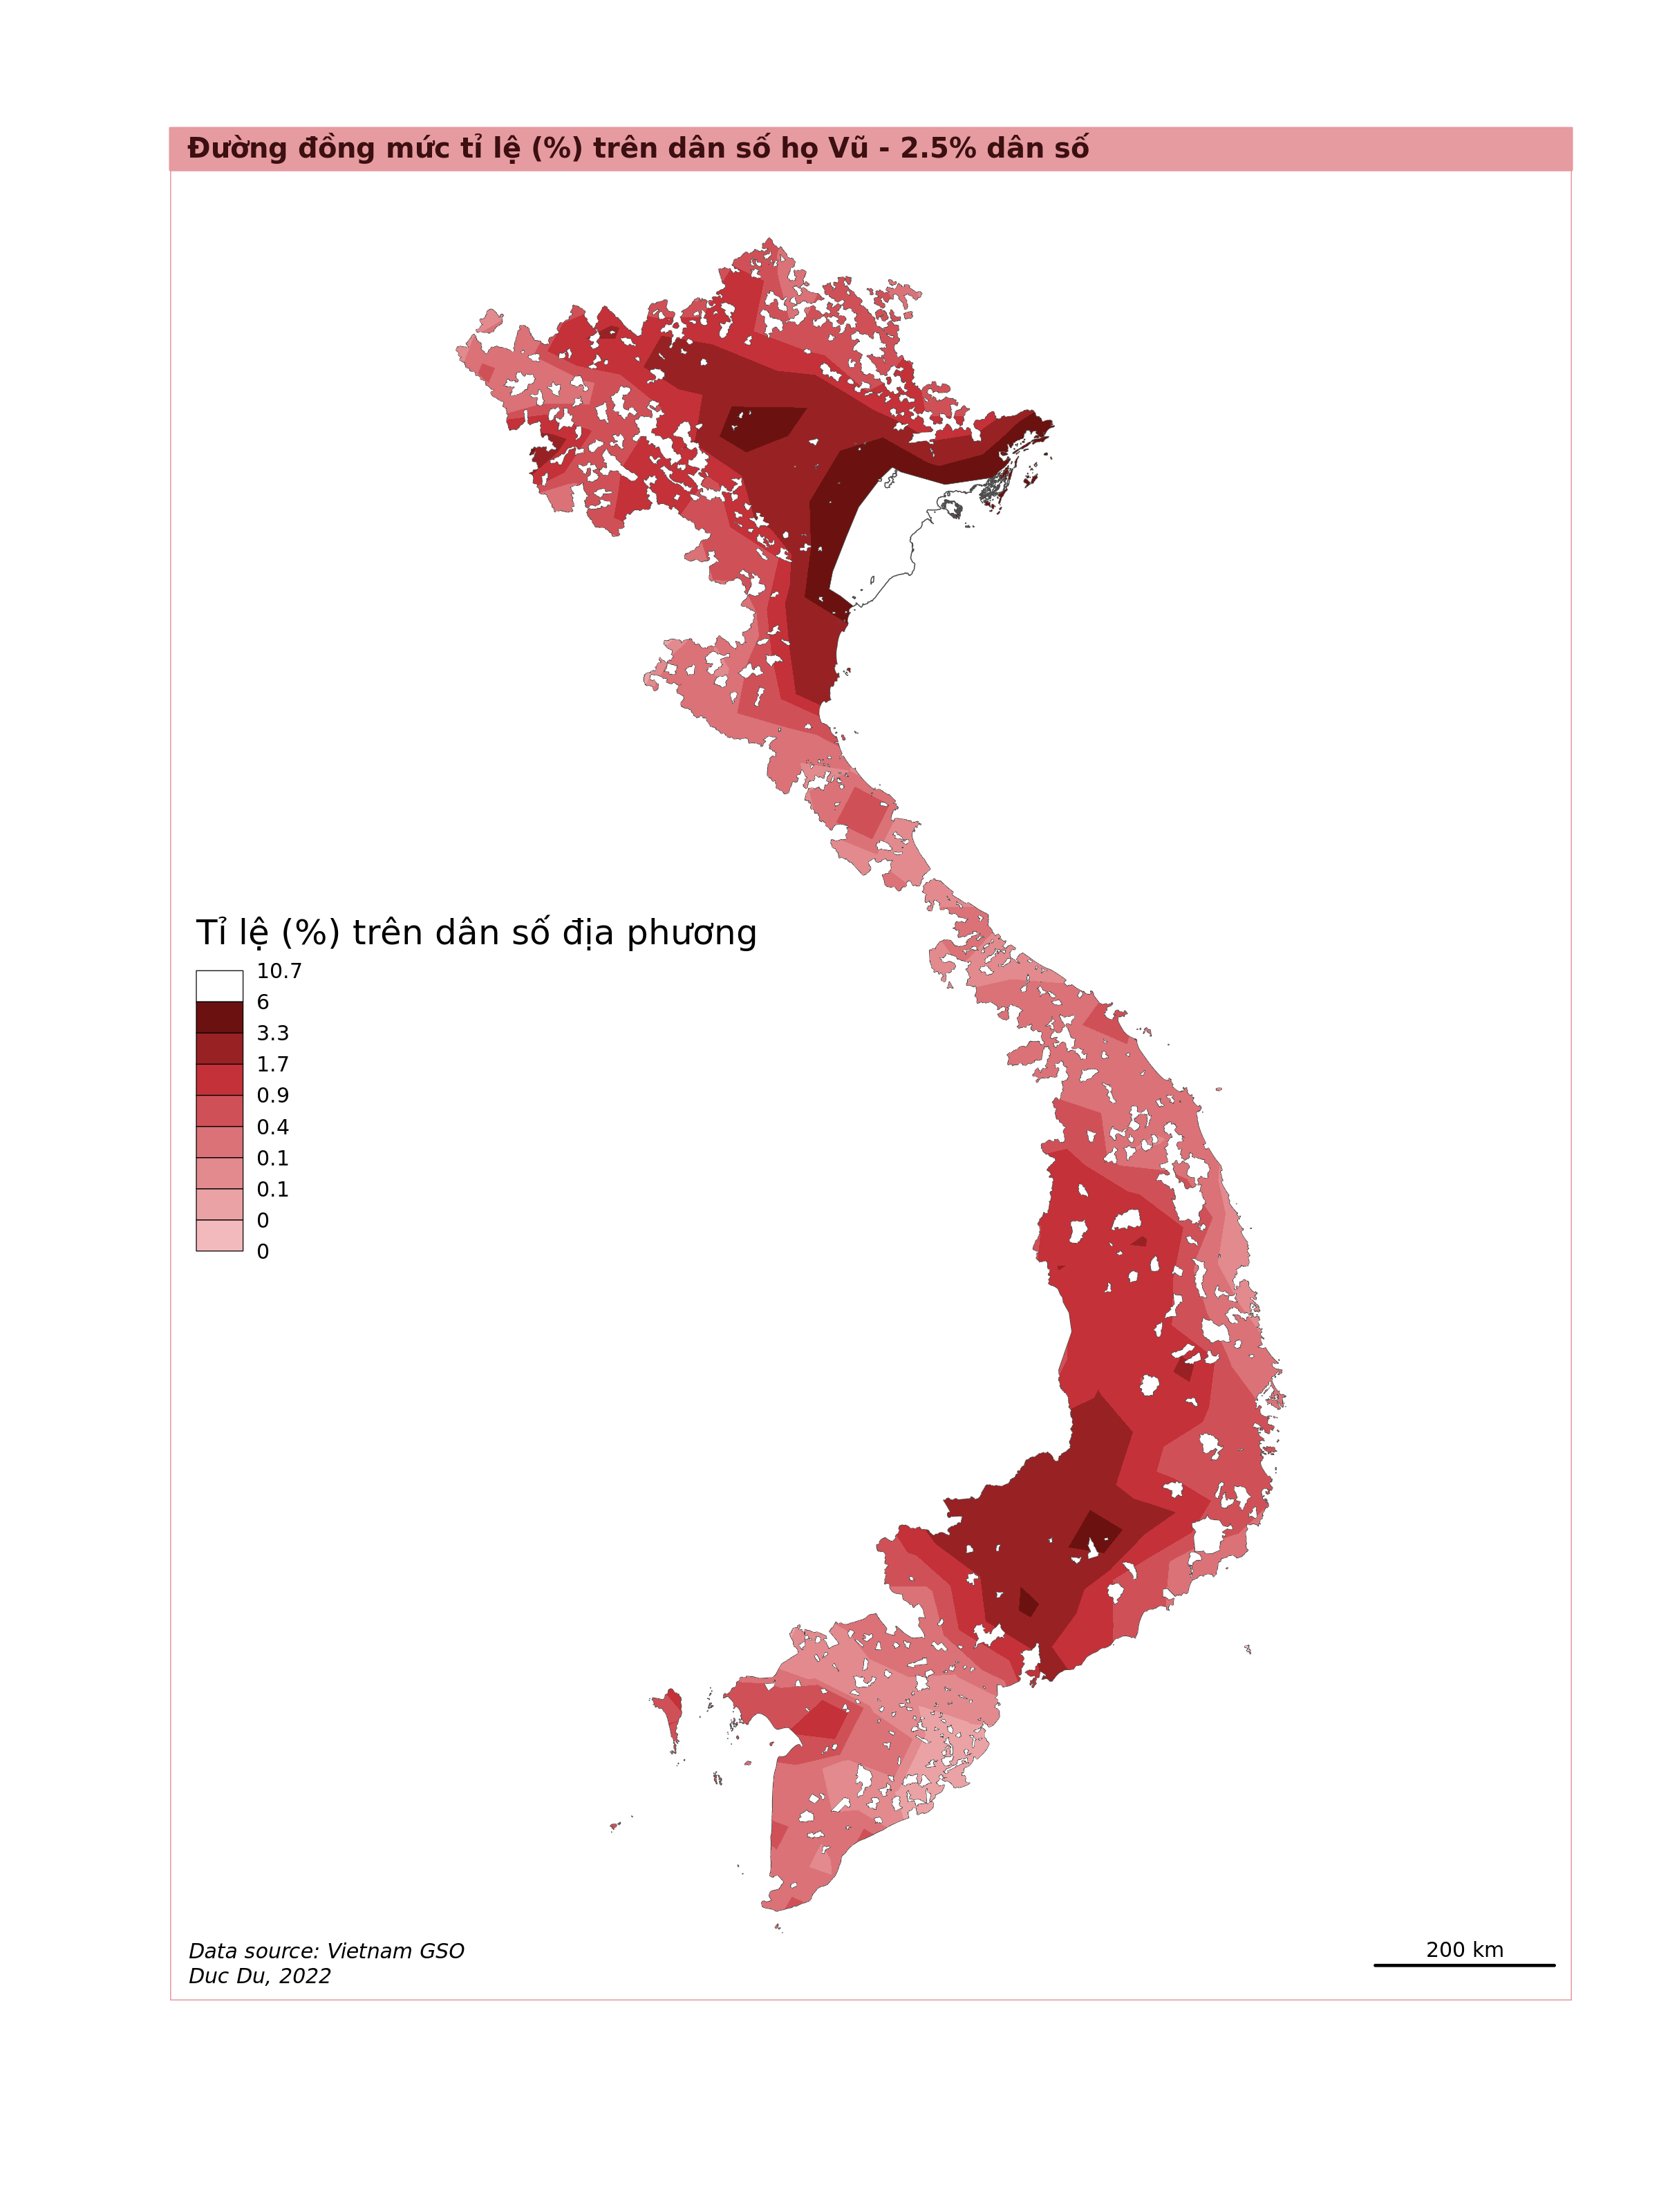 Đường đồng mức tỉ lệ (%) trên dân số họ Vũ - 2.5% dân số
Tỉ lệ (%) trên dân số địa phương
10.7
6
3.3
1.7
0.9
0.4
0.1
0.1
0
0
Data source: Vietnam GSO
Duc Du, 2022
200 km